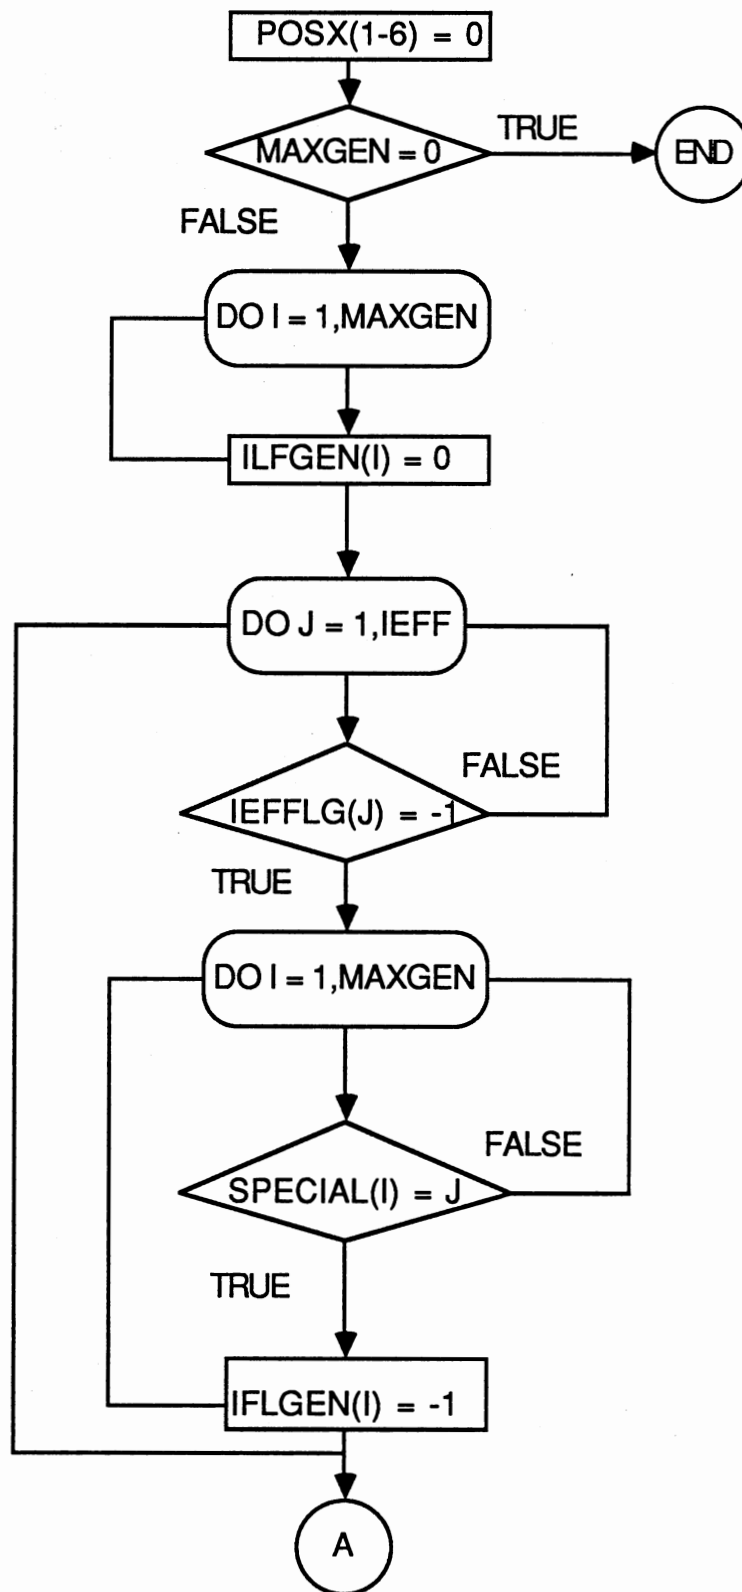 POSX(1-6) = 0
MAXGEN = 0
TRUE
END
FALSE
DO I = 1,MAXGEN
ILFGEN(I) = 0
DO J = 1,IEFF
FALSE
IEFFLG(J) = -1
TRUE
DO I = 1,MAXGEN
FALSE
SPECIAL(I) = J
TRUE
IFLGEN(I) = -1
A